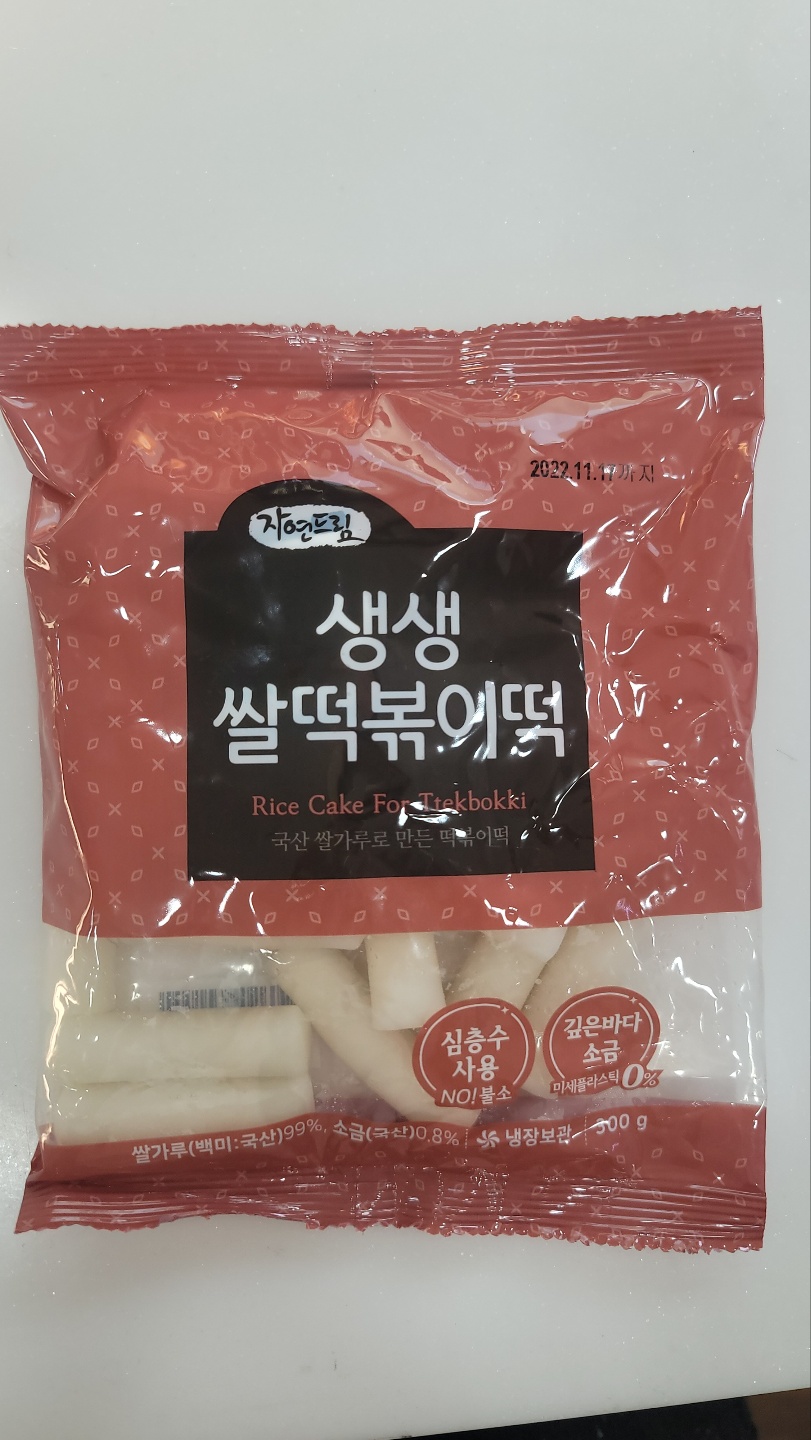 2022.11.17까지
자연드림
생생
쌀떡볶이떡
Rice Cake For Ttekbokki
국산 쌀가루로 만든 떡볶이떡
심층수
사용
NO! 불소
깊은바다
소금
미세플라스틱 0%
쌀가루(백미:국산)99%, 소금(국산)0.8% 냉장보관 300 g